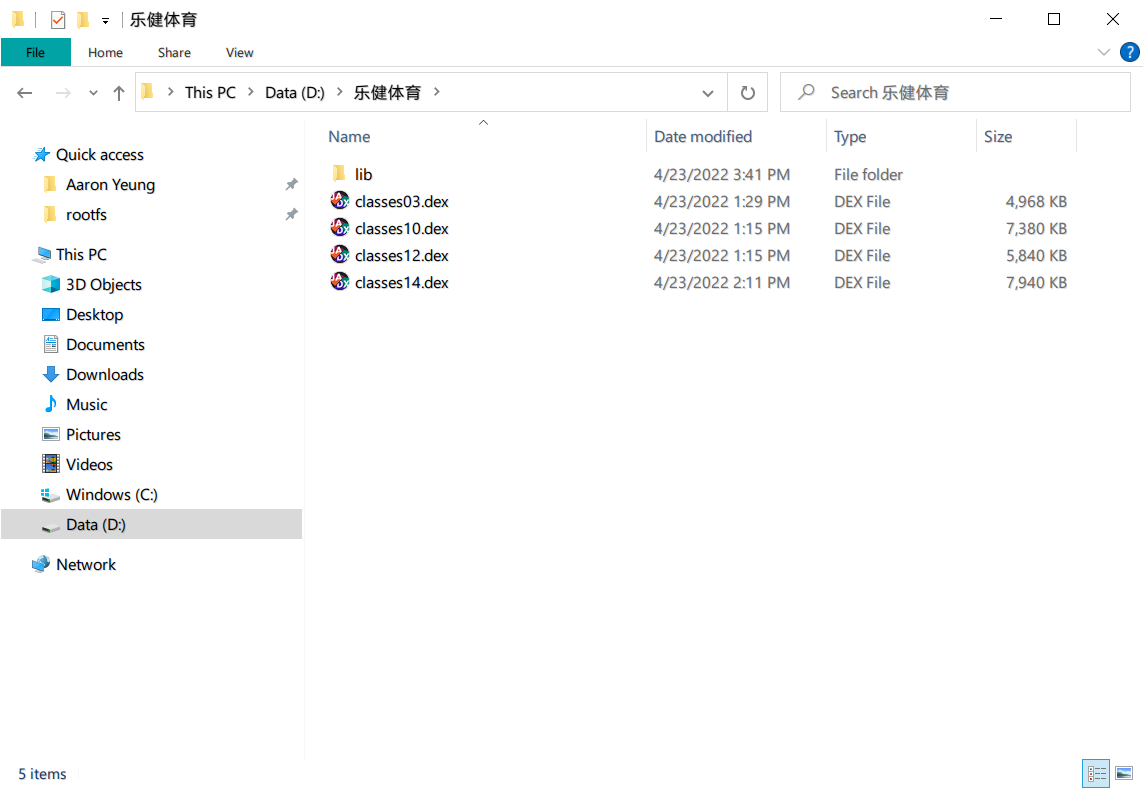 乐健体育
File Home Share View ?
This PC Data (D:) 乐健体育 Search 乐健体育
Name Date modified Type Size
Quick access
Aaron Yeung
rootfs
This PC
3D Objects
Desktop
Documents
Downloads
Music
Pictures
Videos
Windows (C:)
Data (D:)
Network
lib 4/23/2022 3:41 PM File folder
classes03.dex 4/23/2022 1:29 PM DEX File 4,968 KB
classes10.dex 4/23/2022 1:15 PM DEX File 7,380 KB
classes12.dex 4/23/2022 1:15 PM DEX File 5,840 KB
classes14.dex 4/23/2022 2:11 PM DEX File 7,940 KB
5 items